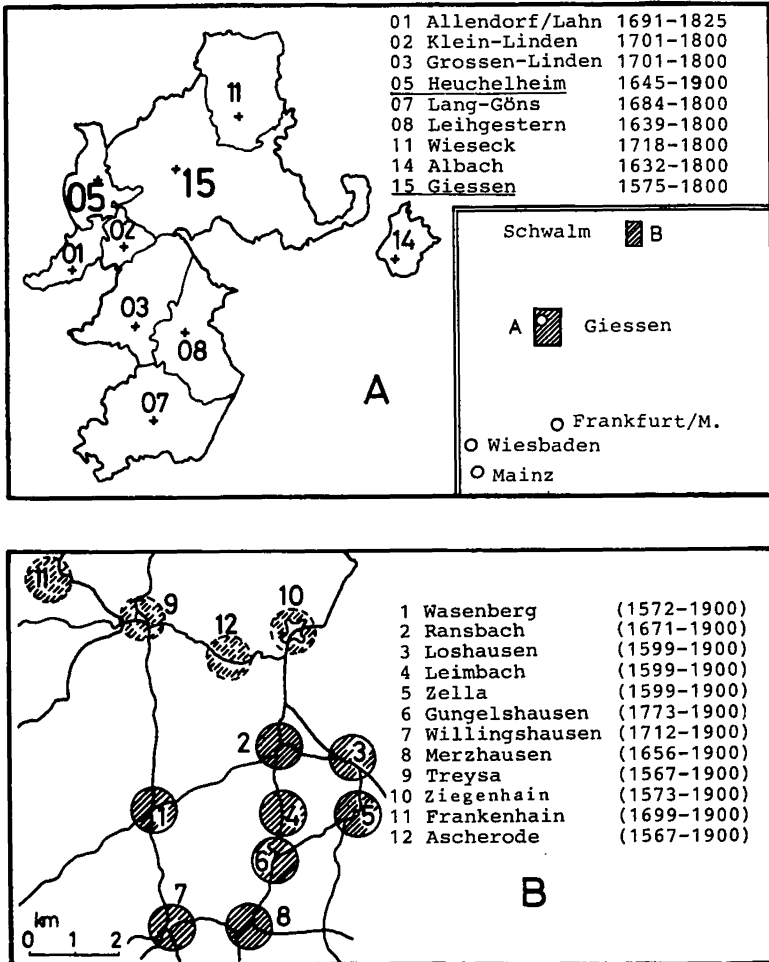 01 Allendorf/Lahn 1691-1825
02 Klein-Linden 1701-1800
03 Grossen-Linden 1701-1800
05 Heuchelheim 1645-1900
07 Lang-Göns 1684-1800
08 Leihgestern 1639-1800
11 Wieseck 1718-1800
14 Albach 1632-1800
15 Giessen 1575-1800
11
15
05
02
01
14
03
08
07
A
Schwalm B
A Giessen
Frankfurt/M.
Wiesbaden
Mainz
11
9
10
12
2
3
1
4
5
6
7
8
km
0 1 2
1 Wasenberg (1572-1900)
2 Ransbach (1671-1900)
3 Loshausen (1599-1900)
4 Leimbach (1599-1900)
5 Zella (1599-1900)
6 Gungelshausen (1773-1900)
7 Willingshausen (1712-1900)
8 Merzhausen (1656-1900)
9 Treysa (1567-1900)
10 Ziegenhain (1573-1900)
11 Frankenhain (1699-1900)
12 Ascherode (1567-1900)
B